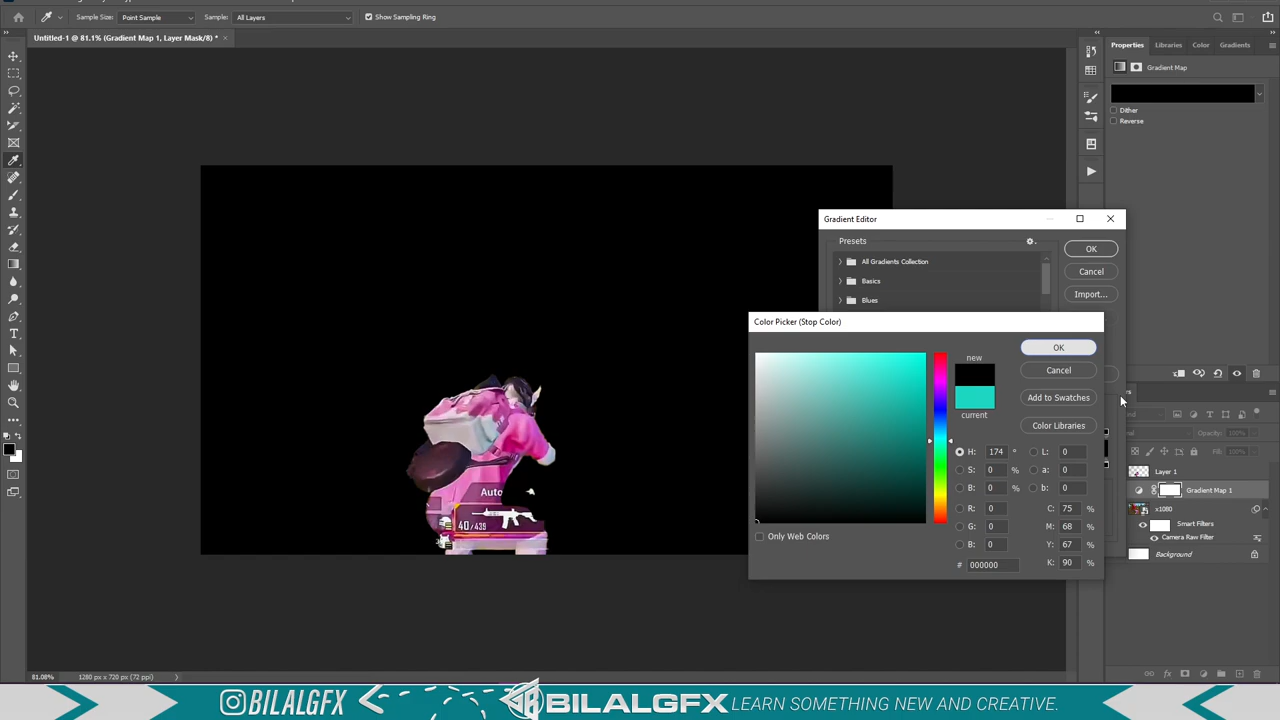 Sample Size: Point Sample Sample: All Layers Show Sampling Ring
Untitled-1 @ 81.1% (Gradient Map 1, Layer Mask/8) * ×
Properties Libraries Color Gradients
Gradient Map
Dither
Reverse
Gradient Editor
Presets
All Gradients Collection
Basics
Blues
OK
Cancel
Import...
Color Picker (Stop Color)
new
current
OK
Cancel
Add to Swatches
Color Libraries
H: 174 °
S: 0 %
B: 0 %
R: 0
G: 0
B: 0
# 000000
L: 0
a: 0
b: 0
C: 75 %
M: 68 %
Y: 67 %
K: 90 %
Only Web Colors
Opacity: 100%
Fill: 100%
Layer 1
Gradient Map 1
x1080
Smart Filters
Camera Raw Filter
Background
Auto
40/439
81.08% 1280 px x 720 px (72 ppi)
@BILALGFX
BILALGFX
LEARN SOMETHING NEW AND CREATIVE.